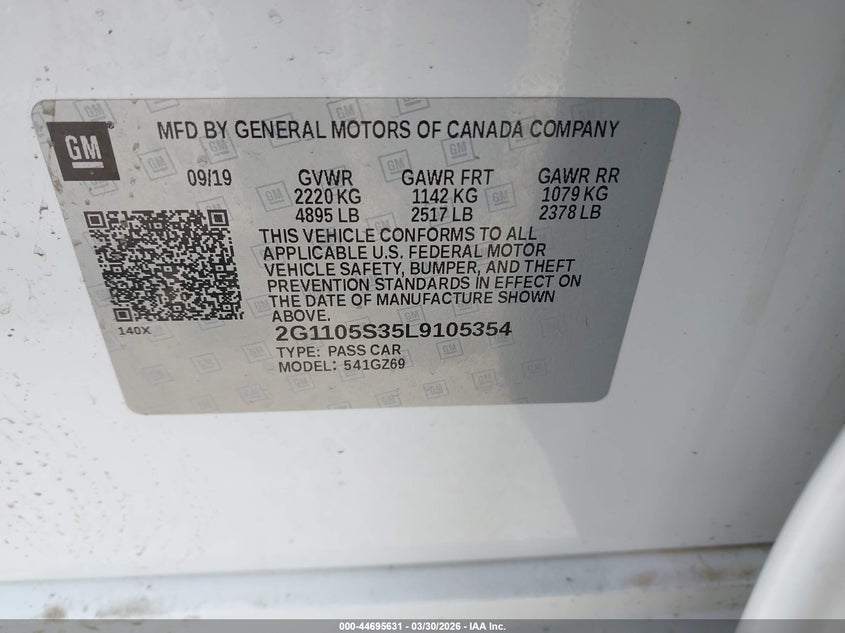 GM
MFD BY GENERAL MOTORS OF CANADA COMPANY
09/19 GVWR GAWR FRT GAWR RR
2220 KG 1142 KG 1079 KG
4895 LB 2517 LB 2378 LB
THIS VEHICLE CONFORMS TO ALL
APPLICABLE U.S. FEDERAL MOTOR
VEHICLE SAFETY, BUMPER, AND THEFT
PREVENTION STANDARDS IN EFFECT ON
THE DATE OF MANUFACTURE SHOWN
ABOVE.
140X
2G1105S35L9105354
TYPE: PASS CAR
MODEL: 541GZ69
000-44695631 | 03/30/2026 | IAA Inc.